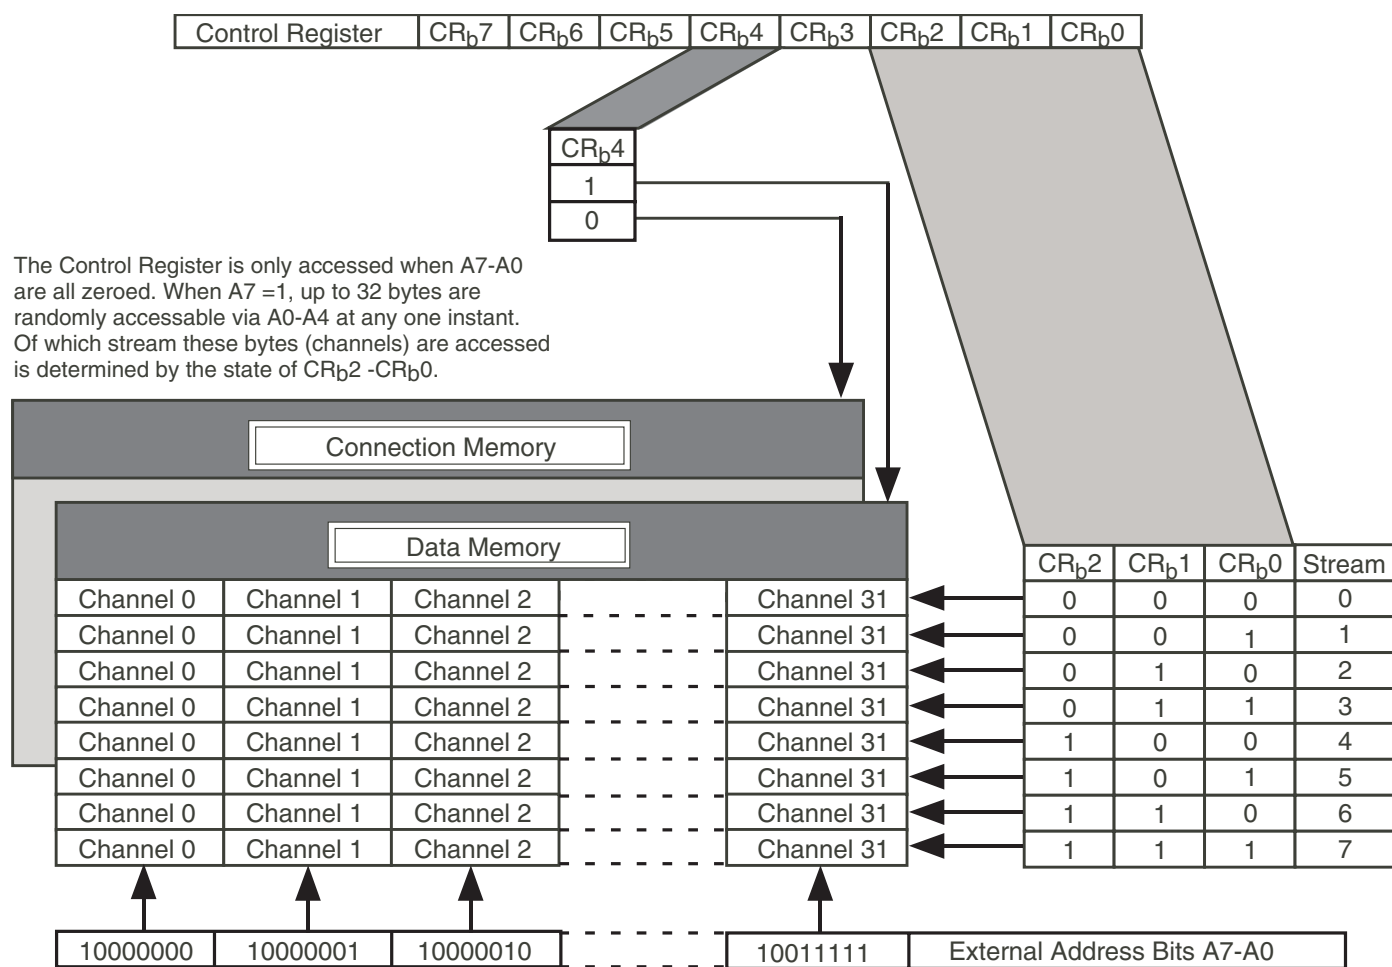 Control Register CRb7 CRb6 CRb5 CRb4 CRb3 CRb2 CRb1 CRb0
CRb4
1
0
The Control Register is only accessed when A7-A0
are all zeroed. When A7 =1, up to 32 bytes are
randomly accessable via A0-A4 at any one instant.
Of which stream these bytes (channels) are accessed
is determined by the state of CRb2 -CRb0.
Connection Memory
Data Memory
CRb2 CRb1 CRb0 Stream
Channel 0 Channel 1 Channel 2 Channel 31 0 0 0 0
Channel 0 Channel 1 Channel 2 Channel 31 0 0 1 1
Channel 0 Channel 1 Channel 2 Channel 31 0 1 0 2
Channel 0 Channel 1 Channel 2 Channel 31 0 1 1 3
Channel 0 Channel 1 Channel 2 Channel 31 1 0 0 4
Channel 0 Channel 1 Channel 2 Channel 31 1 0 1 5
Channel 0 Channel 1 Channel 2 Channel 31 1 1 0 6
Channel 0 Channel 1 Channel 2 Channel 31 1 1 1 7
10000000 10000001 10000010 10011111 External Address Bits A7-A0